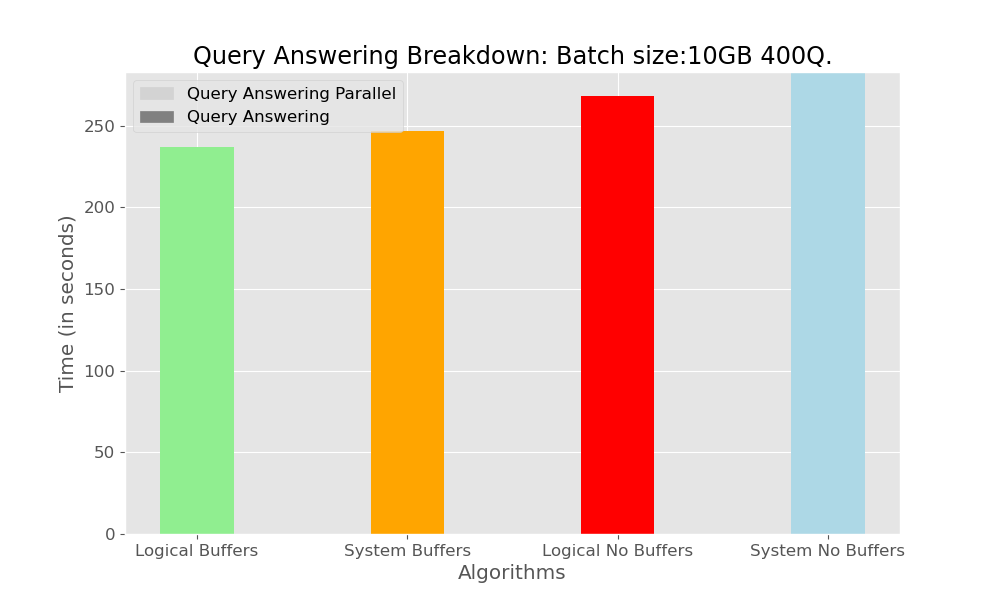 Query Answering Breakdown: Batch size:10GB 400Q.
Query Answering Parallel
Query Answering
250
200
150
100
50
0
Time (in seconds)
Logical Buffers
System Buffers
Logical No Buffers
System No Buffers
Algorithms